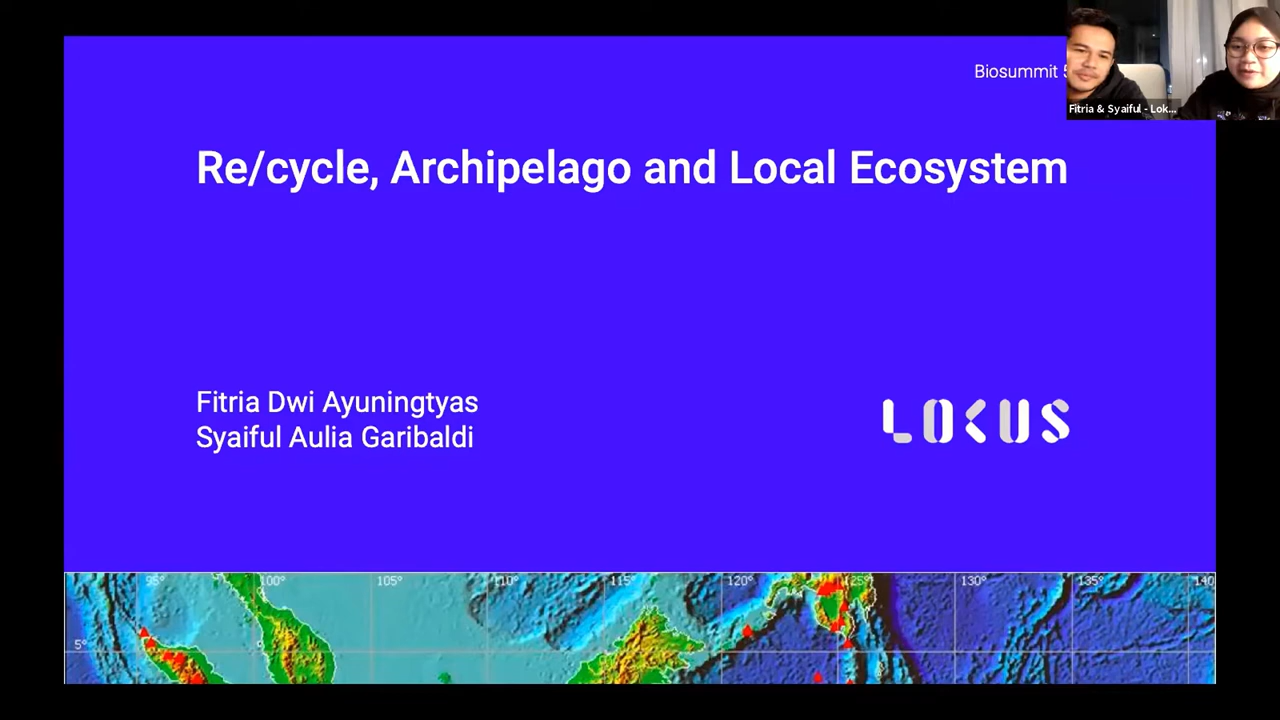 Biosummit 5
Fitria & Syaiful - Lok...
Re/cycle, Archipelago and Local Ecosystem
Fitria Dwi Ayuningtyas
Syaiful Aulia Garibaldi
LOKUS
95° 100° 105° 110° 115° 120° 125° 130° 135° 140
5°